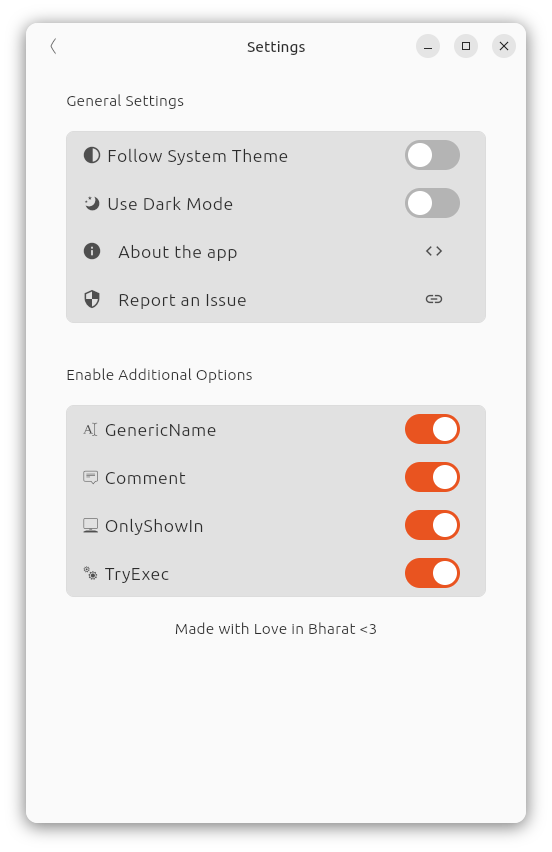 Settings
General Settings
Follow System Theme
Use Dark Mode
About the app
Report an Issue
Enable Additional Options
GenericName
Comment
OnlyShowIn
TryExec
Made with Love in Bharat <3